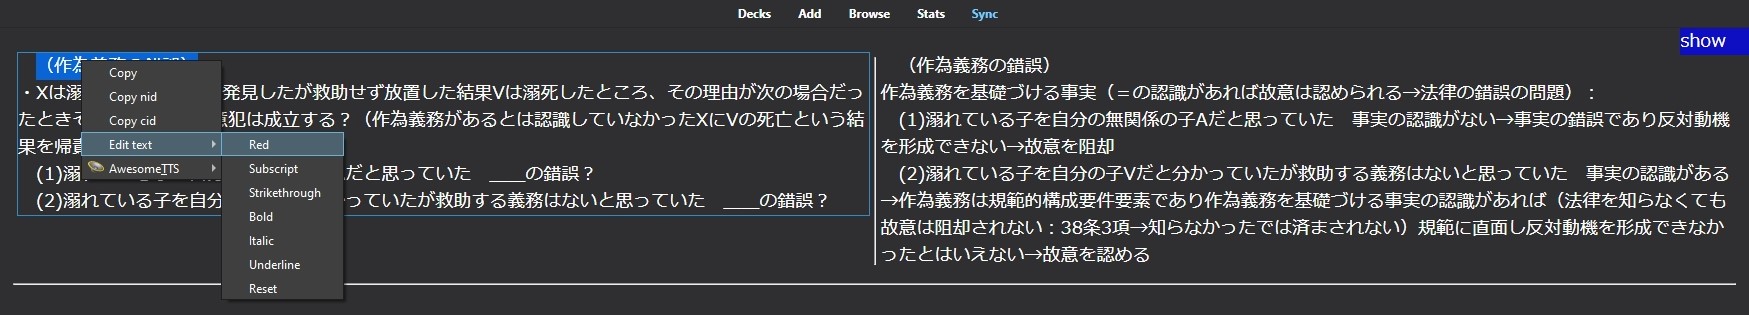 Decks Add Browse Stats Sync
show
（作為
・Xは溺
発見したが救助せず放置した結果Vは溺死したところ、その理由が次の場合だっ
たときそ
犯は成立する？（作為義務があるとは認識していなかったXにVの死亡という結
果を帰責
(1)溺
だと思っていた　____の錯誤？
(2)溺れている子を自分
っていたが救助する義務はないと思っていた　____の錯誤？
Copy
Copy nid
Copy cid
Edit text
AwesomeTTS
Red
Subscript
Strikethrough
Bold
Italic
Underline
Reset
（作為義務の錯誤）
作為義務を基礎づける事実（＝の認識があれば故意は認められる→法律の錯誤の問題）：
(1)溺れている子を自分の無関係の子Aだと思っていた　事実の認識がない→事実の錯誤であり反対動機
を形成できない→故意を阻却
(2)溺れている子を自分の子Vだと分かっていたが救助する義務はないと思っていた　事実の認識がある
→作為義務は規範的構成要件要素であり作為義務を基礎づける事実の認識があれば（法律を知らなくても
故意は阻却されない：38条3項→知らなかったでは済まされない）規範に直面し反対動機を形成できなか
ったとはいえない→故意を認める